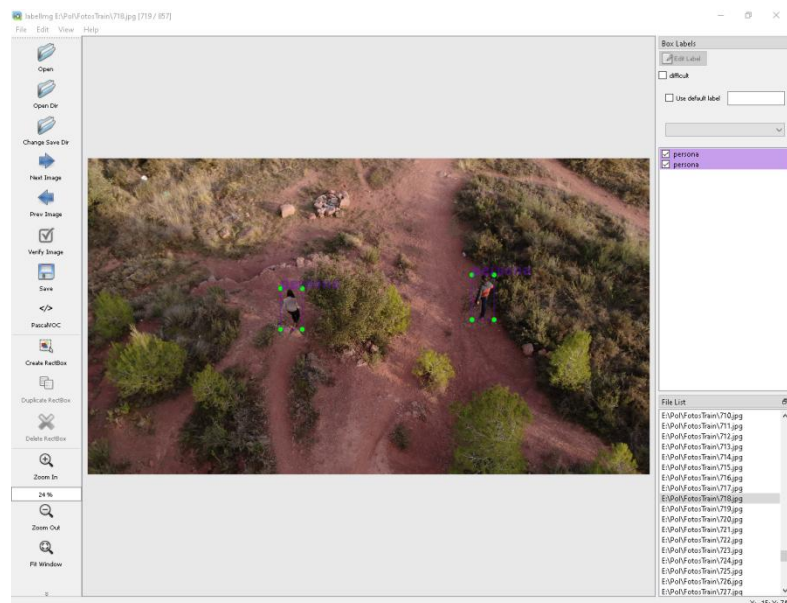 labelImg E:\Pol\FotosTrain\718.jpg [719 / 857]
File Edit View Help
Open
Open Dir
Change Save Dir
Next Image
Prev Image
Verify Image
Save
</>
PascalVOC
Create RectBox
Duplicate RectBox
Delete RectBox
Zoom In
24 %
Zoom Out
Fit Window
Box Labels
Edit Label
difficult
Use default label
persona
persona
File List
E:\Pol\FotosTrain\710.jpg
E:\Pol\FotosTrain\711.jpg
E:\Pol\FotosTrain\712.jpg
E:\Pol\FotosTrain\713.jpg
E:\Pol\FotosTrain\714.jpg
E:\Pol\FotosTrain\715.jpg
E:\Pol\FotosTrain\716.jpg
E:\Pol\FotosTrain\717.jpg
E:\Pol\FotosTrain\718.jpg
E:\Pol\FotosTrain\719.jpg
E:\Pol\FotosTrain\720.jpg
E:\Pol\FotosTrain\721.jpg
E:\Pol\FotosTrain\722.jpg
E:\Pol\FotosTrain\723.jpg
E:\Pol\FotosTrain\724.jpg
E:\Pol\FotosTrain\725.jpg
E:\Pol\FotosTrain\726.jpg
E:\Pol\FotosTrain\727.jpg